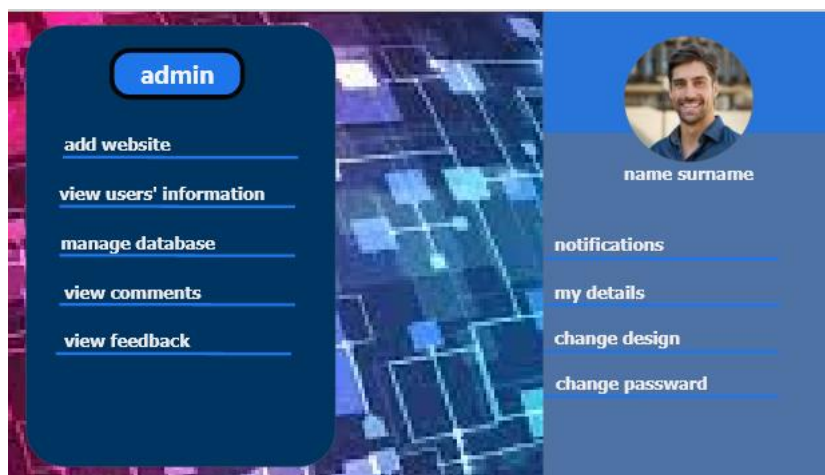 admin
add website
view users' information
manage database
view comments
view feedback
name surname
notifications
my details
change design
change passward